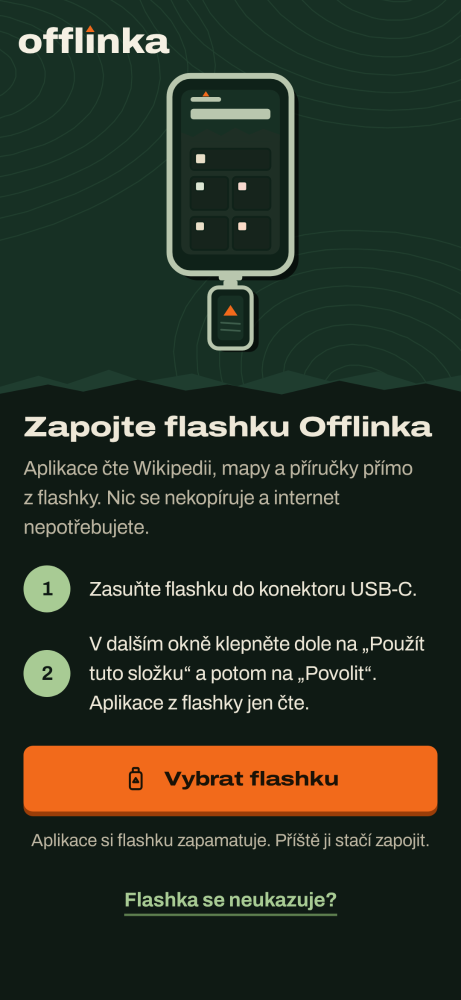 offlinka
Zapojte flashku Offlinka
Aplikace čte Wikipedii, mapy a příručky přímo
z flashky. Nic se nekopíruje a internet
nepotřebujete.
1
Zasuňte flashku do konektoru USB-C.
2
V dalším okně klepněte dole na „Použít
tuto složku“ a potom na „Povolit“.
Aplikace z flashky jen čte.
Vybrat flashku
Aplikace si flashku zapamatuje. Příště ji stačí zapojit.
Flashka se neukazuje?